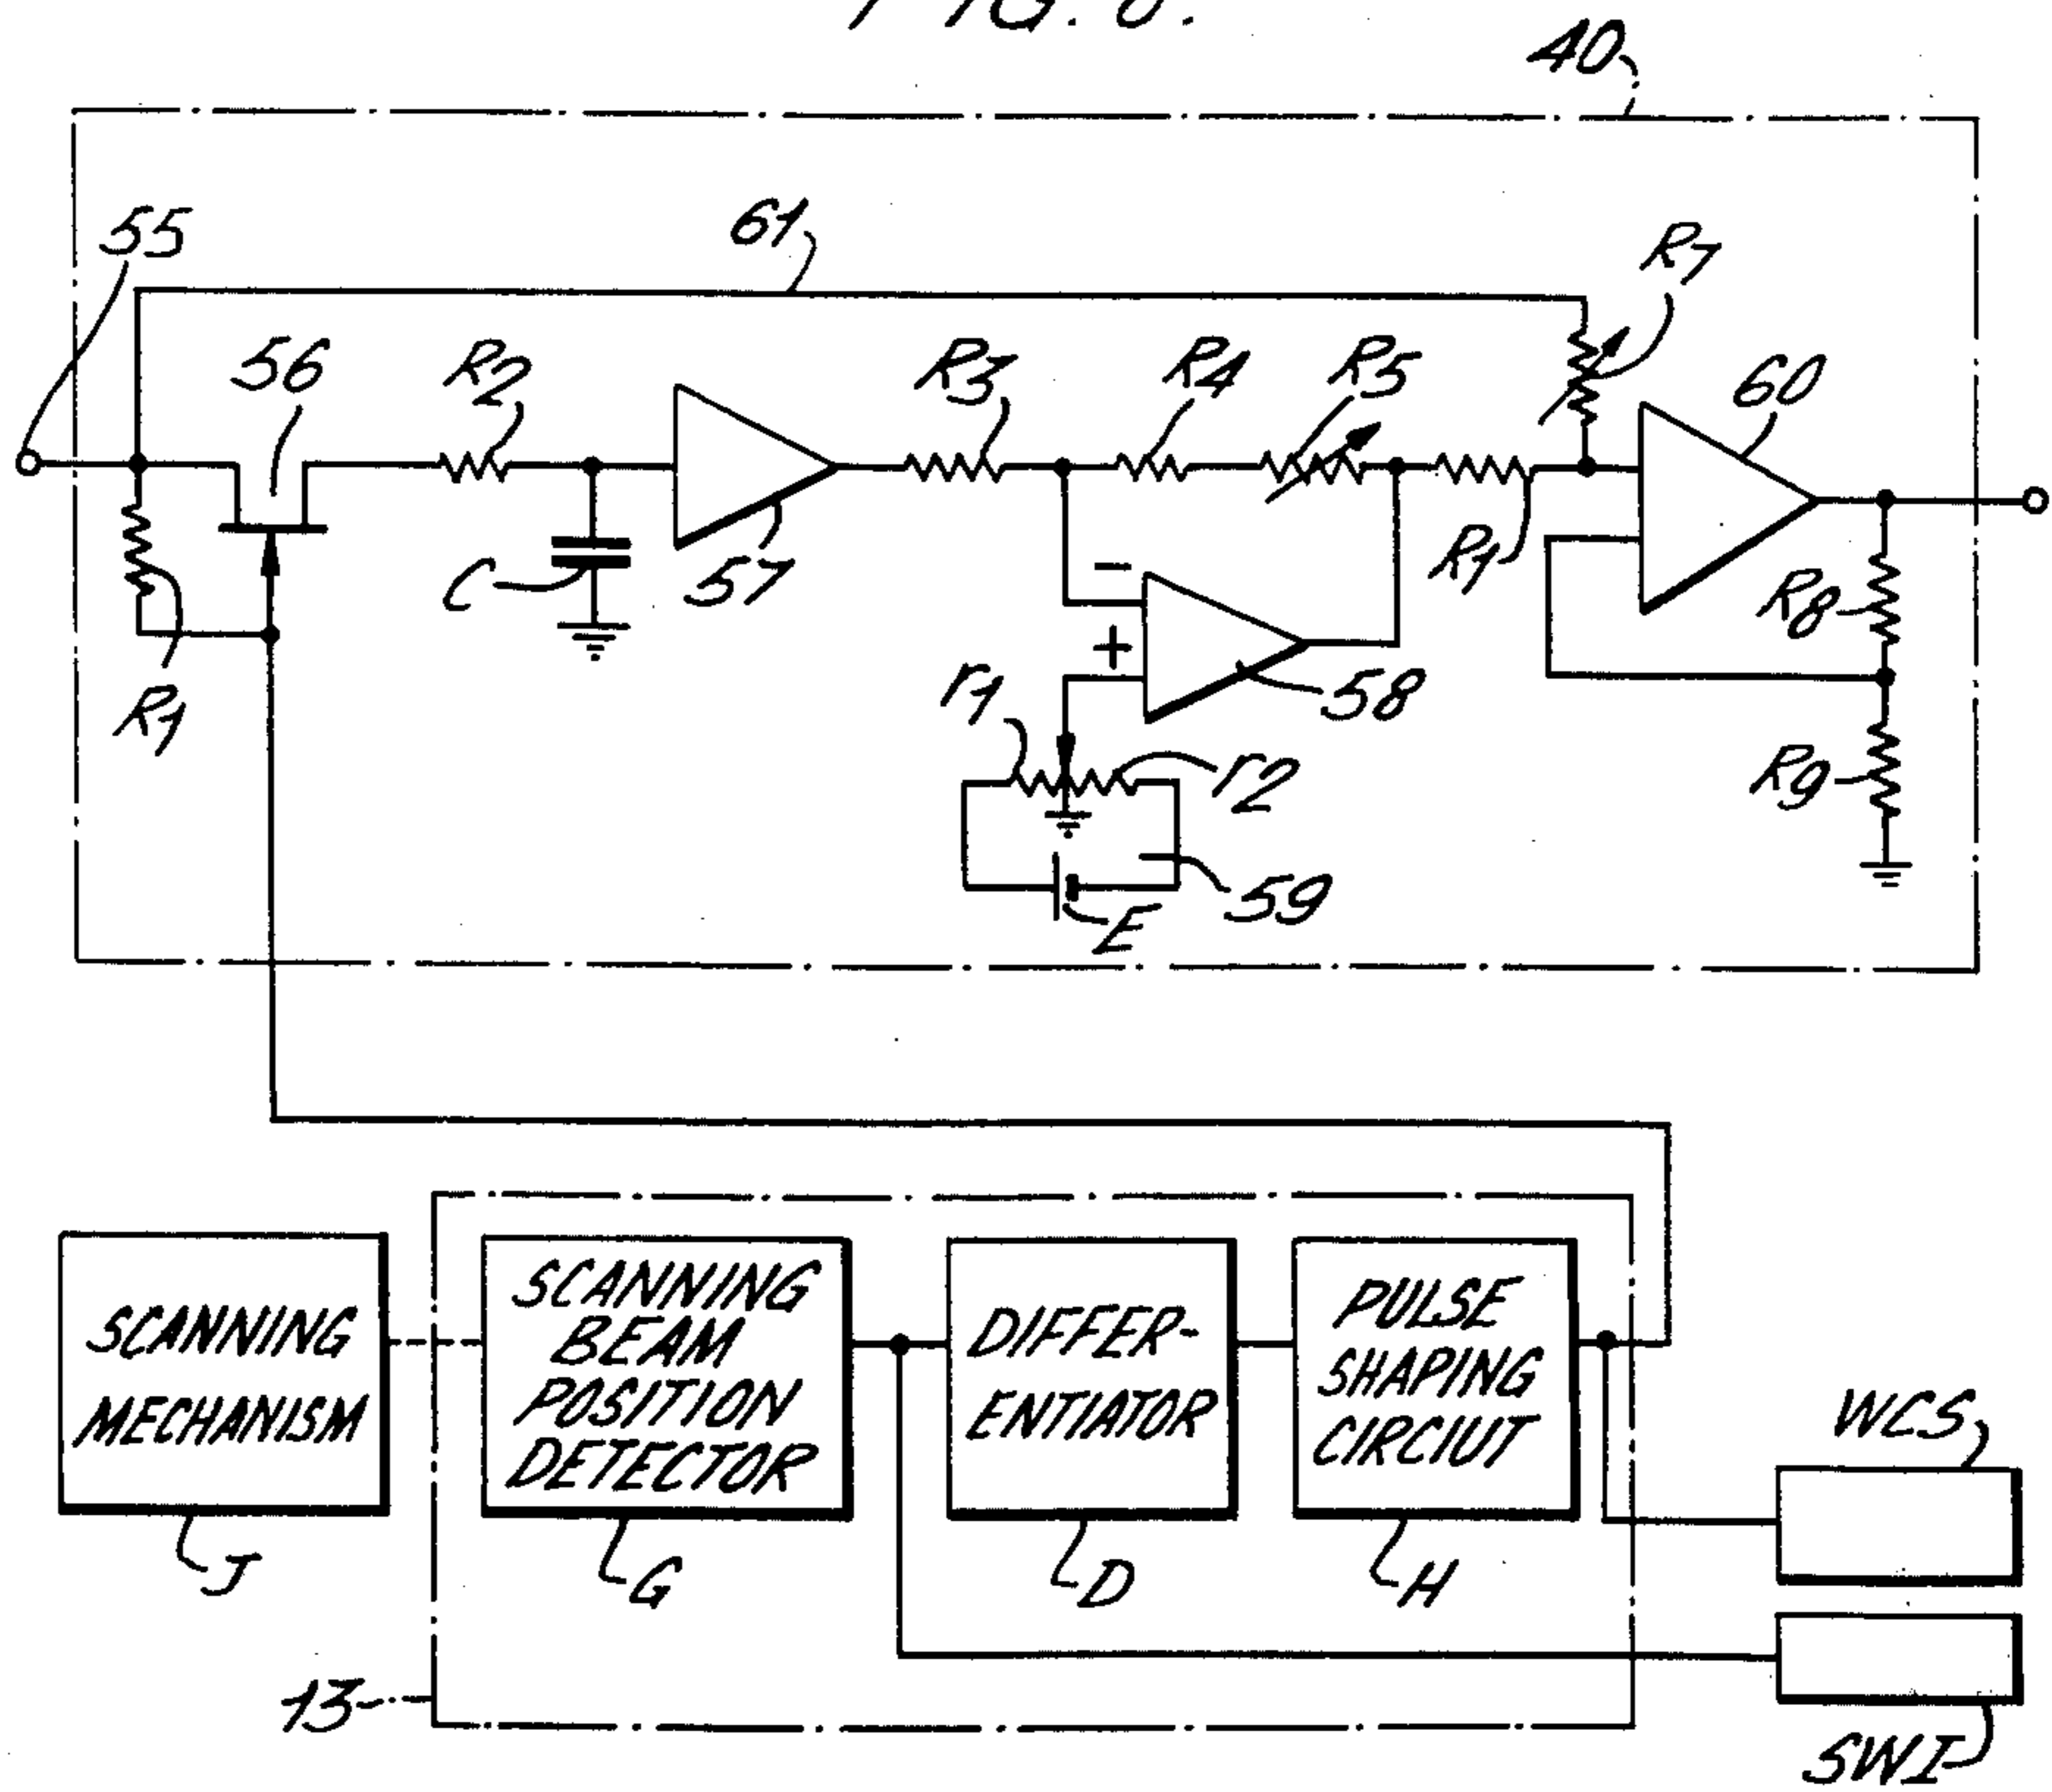 40
55
61
R7
56
R2
R3
R4
R5
60
C
57
R1
R8
-
+
58
r1
R1
r2
R9
59
E
SCANNING
MECHANISM
SCANNING
BEAM
POSITION
DETECTOR
DIFFER-
ENTIATOR
PULSE
SHAPING
CIRCIUT
WCS
J
G
D
H
13
SWI